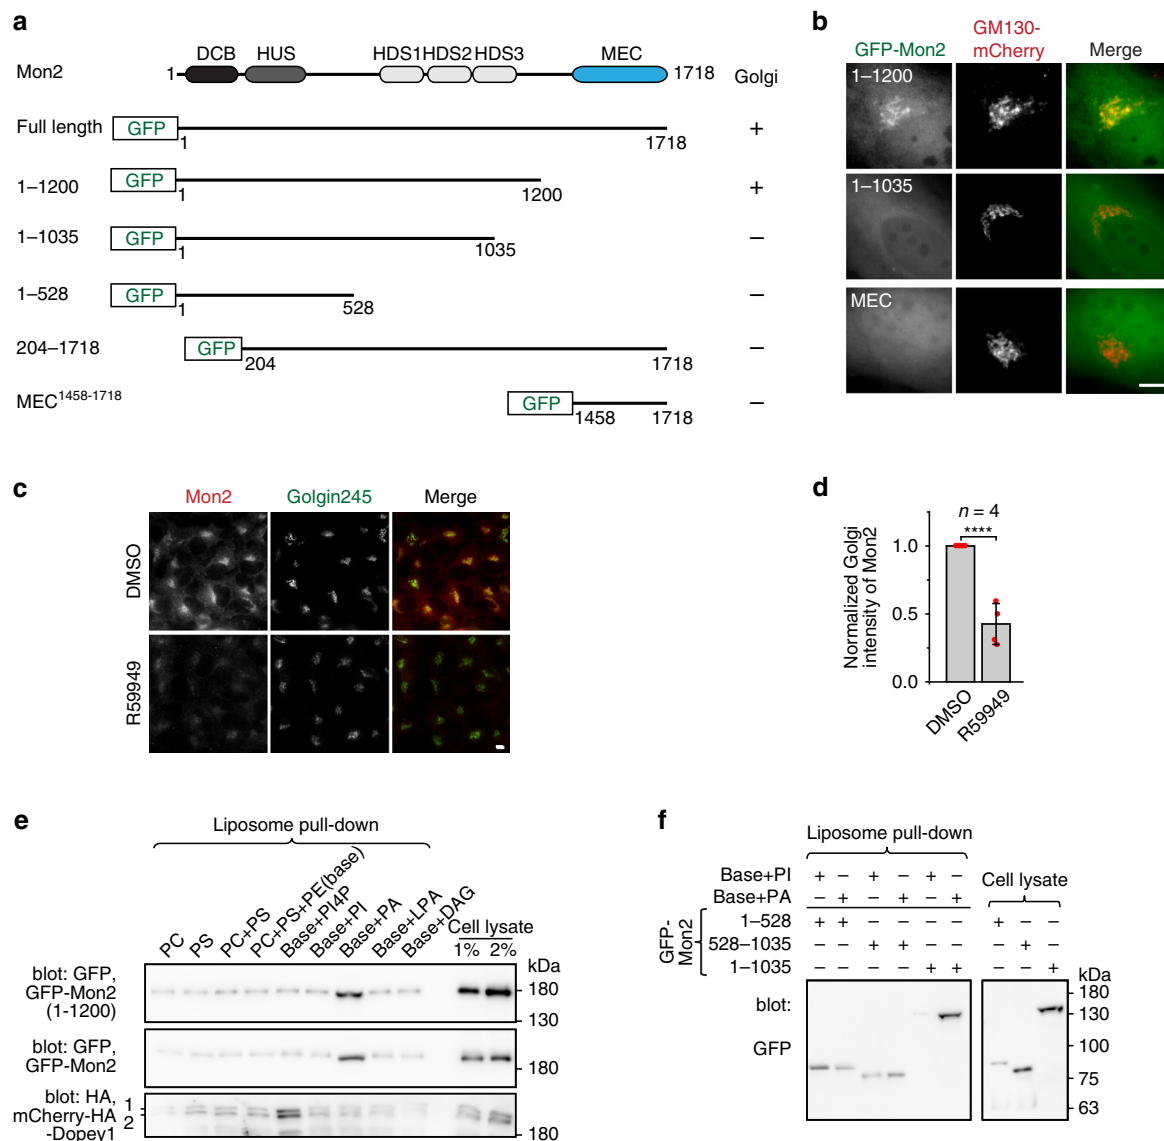 a
DCB HUS HDS1 HDS2 HDS3 MEC
Mon2 1 1718 Golgi
Full length GFP 1 1718 +
1–1200 GFP 1 1200 +
1–1035 GFP 1 1035 –
1–528 GFP 1 528 –
204–1718 GFP 204 1718 –
MEC1458-1718 GFP 1458 1718 –
b
GFP-Mon2 GM130-mCherry Merge
1–1200
1–1035
MEC
c
Mon2 Golgin245 Merge
DMSO
R59949
d
n = 4
****
Normalized Golgi
intensity of Mon2
1.0
0.5
0.0
DMSO R59949
e
Liposome pull-down
PC PS PC+PS PC+PS+PE(base) Base+PI4P Base+PI Base+PA Base+LPA Base+DAG
Cell lysate
1% 2%
kDa
blot: GFP,
GFP-Mon2
(1-1200)
180
130
blot: GFP,
GFP-Mon2
180
blot: HA,
mCherry-HA
-Dopey1
1
2
180
f
Liposome pull-down
Base+PI + – + – + –
Base+PA – + – + – +
Cell lysate
GFP-
Mon2
1–528 + + – – – – + – –
528–1035 – – + + – – – + –
1–1035 – – – – + + – – +
kDa
blot:
GFP
180
130
100
75
63